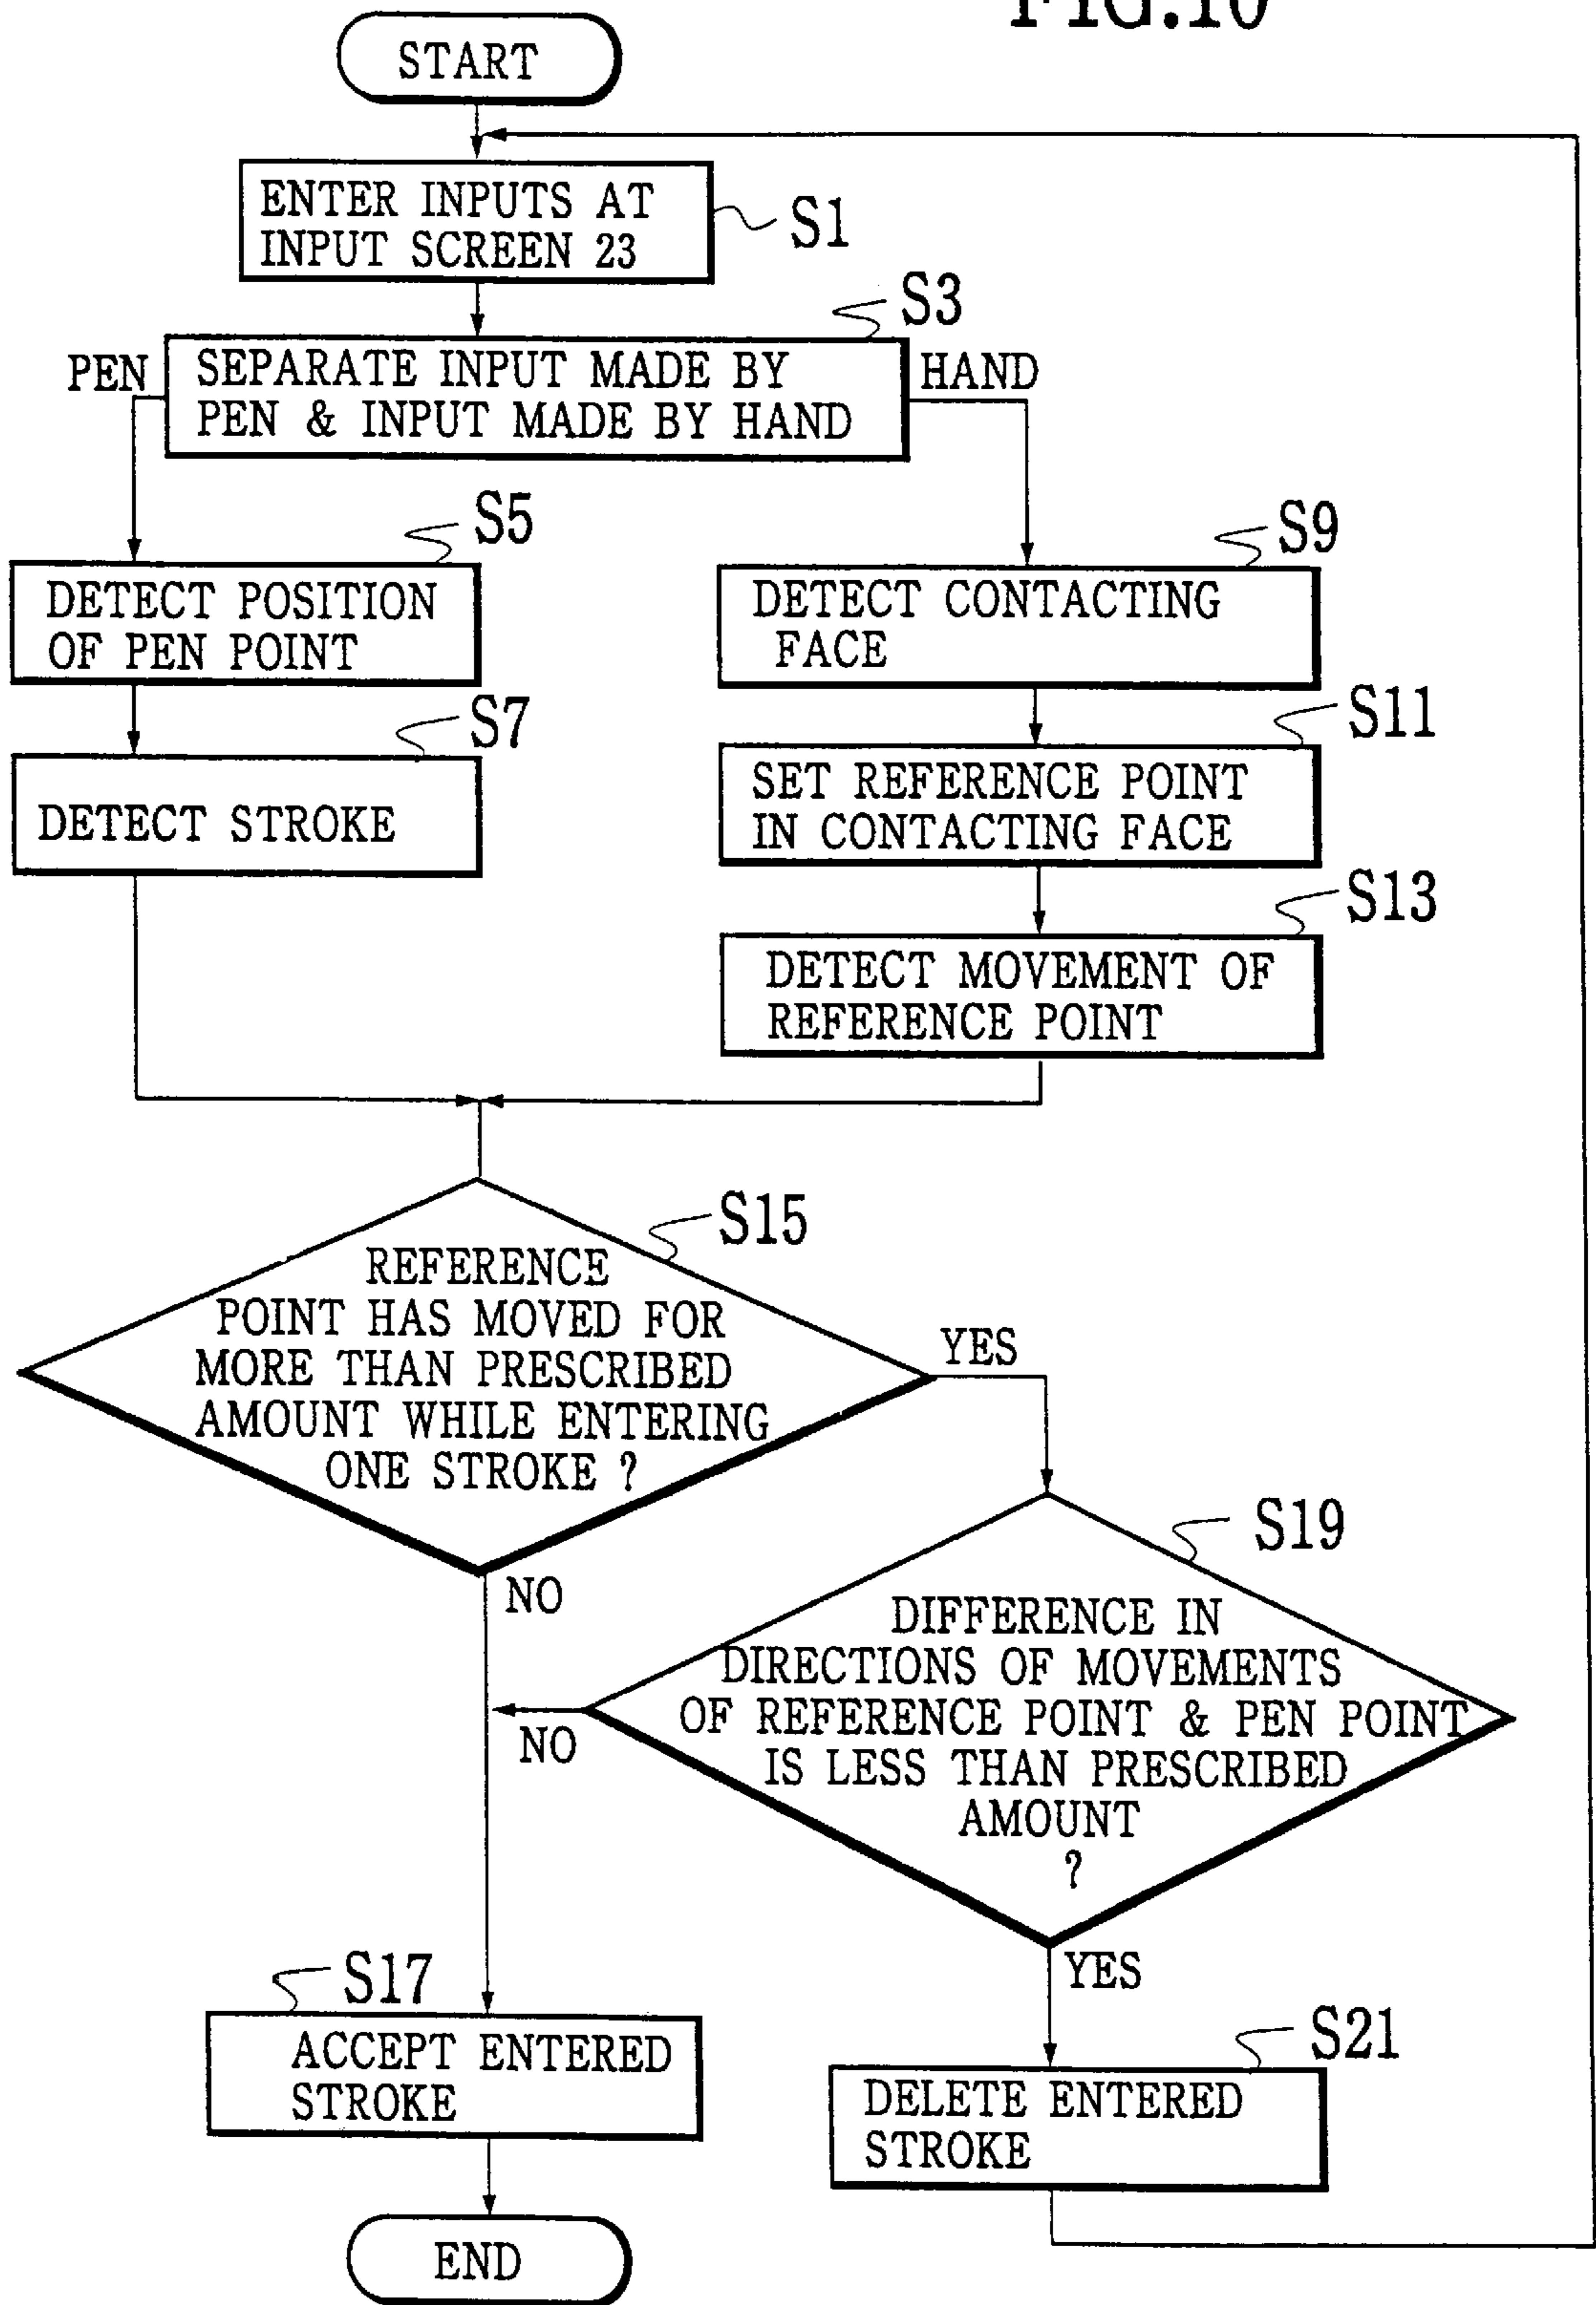 FIG.10
START
ENTER INPUTS AT
INPUT SCREEN 23
S1
S3
PEN
SEPARATE INPUT MADE BY
PEN & INPUT MADE BY HAND
HAND
S5
DETECT POSITION
OF PEN POINT
S7
DETECT STROKE
S9
DETECT CONTACTING
FACE
S11
SET REFERENCE POINT
IN CONTACTING FACE
S13
DETECT MOVEMENT OF
REFERENCE POINT
S15
REFERENCE
POINT HAS MOVED FOR
MORE THAN PRESCRIBED
AMOUNT WHILE ENTERING
ONE STROKE ?
YES
NO
S19
DIFFERENCE IN
DIRECTIONS OF MOVEMENTS
OF REFERENCE POINT & PEN POINT
IS LESS THAN PRESCRIBED
AMOUNT
?
NO
YES
S17
ACCEPT ENTERED
STROKE
S21
DELETE ENTERED
STROKE
END